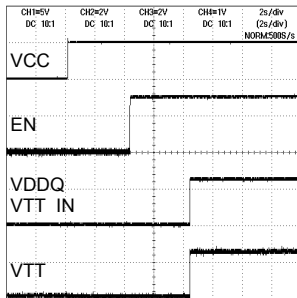 CH1=5V CH2=2V CH3=2V CH4=1V 2s/div
DC 10:1 DC 10:1 DC 10:1 DC 10:1 (2s/div)
NORM:500S/s
VCC
EN
VDDQ
VTT IN
VTT